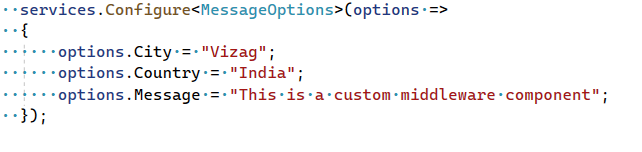 services.Configure<MessageOptions>(options =>
{
    options.City = "Vizag";
    options.Country = "India";
    options.Message = "This is a custom middleware component";
});